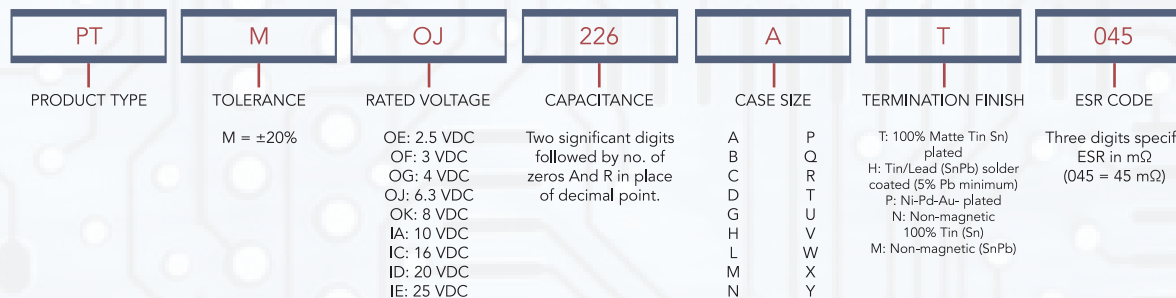 PT M OJ 226 A T 045
PRODUCT TYPE TOLERANCE RATED VOLTAGE CAPACITANCE CASE SIZE TERMINATION FINISH ESR CODE
M = ±20%
OE: 2.5 VDC
OF: 3 VDC
OG: 4 VDC
OJ: 6.3 VDC
OK: 8 VDC
IA: 10 VDC
IC: 16 VDC
ID: 20 VDC
IE: 25 VDC
Two significant digits
followed by no. of
zeros And R in place
of decimal point.
A P
B Q
C R
D T
G U
H V
L W
M X
N Y
T: 100% Matte Tin Sn)
plated
H: Tin/Lead (SnPb) solder
coated (5% Pb minimum)
P: Ni-Pd-Au- plated
N: Non-magnetic
100% Tin (Sn)
M: Non-magnetic (SnPb)
Three digits specif
ESR in mΩ
(045 = 45 mΩ)